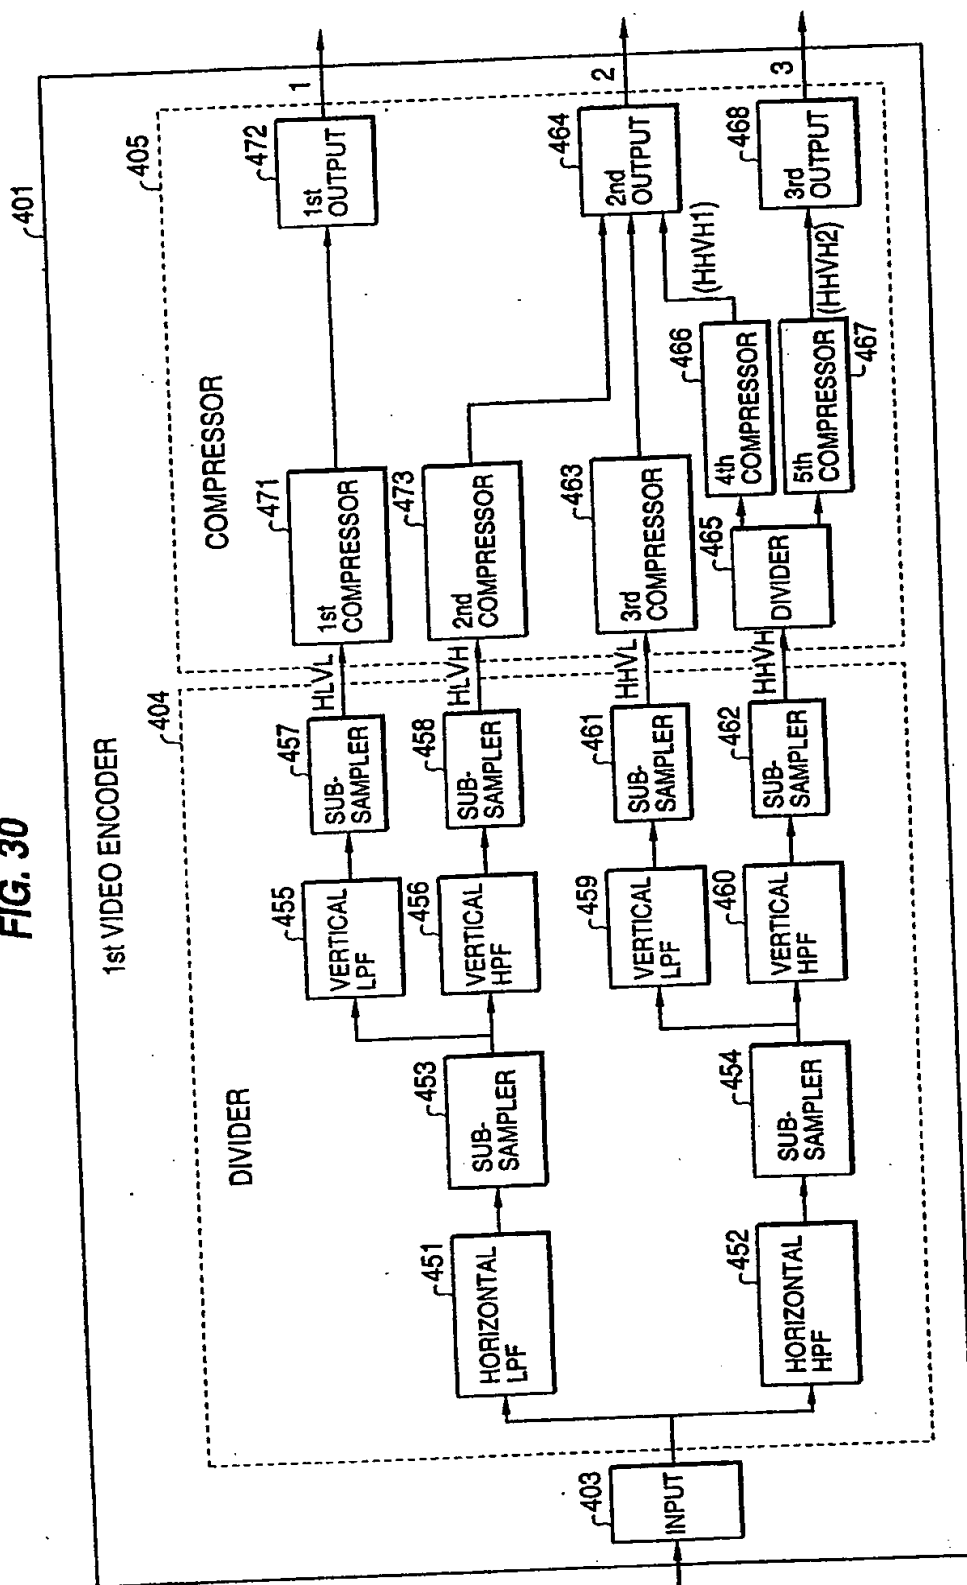 FIG. 30
1st VIDEO ENCODER
401
DIVIDER
404
COMPRESSOR
405
403
INPUT
451
HORIZONTAL
LPF
453
SUB-
SAMPLER
455
VERTICAL
LPF
457
SUB-
SAMPLER
HLVL
471
1st
COMPRESSOR
472
1st
OUTPUT
1
456
VERTICAL
HPF
458
SUB-
SAMPLER
HLVH
473
2nd
COMPRESSOR
464
2nd
OUTPUT
2
452
HORIZONTAL
HPF
454
SUB-
SAMPLER
459
VERTICAL
LPF
461
SUB-
SAMPLER
HHVL
463
3rd
COMPRESSOR
460
VERTICAL
HPF
462
SUB-
SAMPLER
HHVH
465
DIVIDER
466
4th
COMPRESSOR
(HHVH1)
467
5th
COMPRESSOR
(HHVH2)
468
3rd
OUTPUT
3